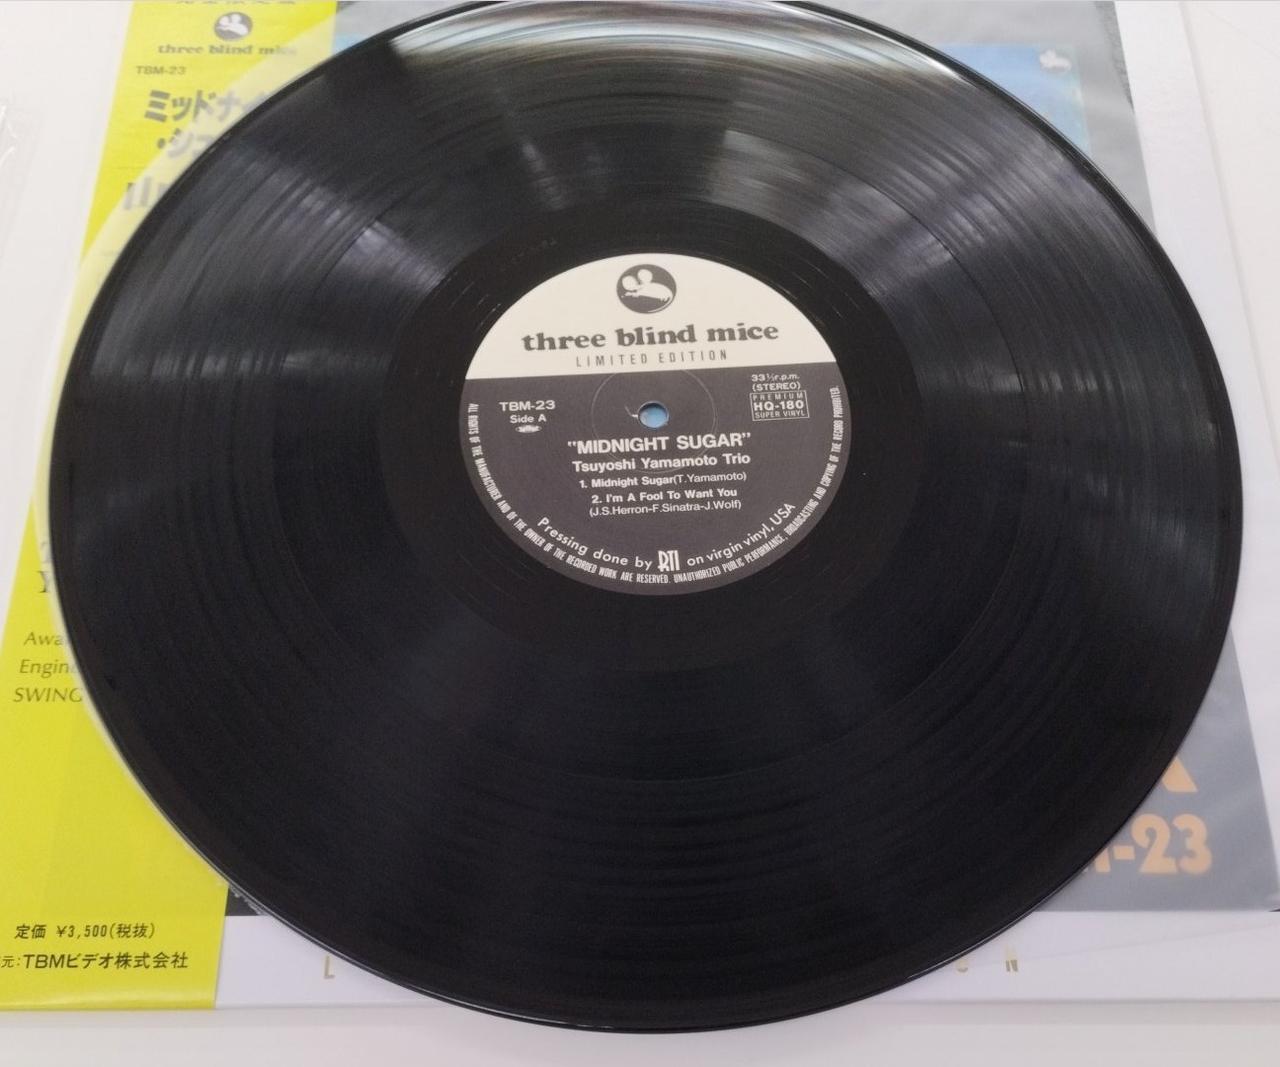 three blind mice
TBM-23
ミッドナイ
・シュ
山
Awa
Engine
SWING
定価 ¥3,500(税抜)
元:TBMビデオ株式会社
three blind mice
LIMITED EDITION
TBM-23
Side A
33⅓r.p.m.
(STEREO)
PREMIUM
HQ-180
SUPER VINYL
"MIDNIGHT SUGAR"
Tsuyoshi Yamamoto Trio
1. Midnight Sugar(T.Yamamoto)
2. I'm A Fool To Want You
(J.S.Herron-F.Sinatra-J.Wolf)
Pressing done by RTI on virgin vinyl, USA
ALL RIGHTS OF THE MANUFACTURER AND OF THE OWNER OF THE RECORDED WORK ARE RESERVED. UNAUTHORIZED PUBLIC PERFORMANCE, BROADCASTING AND COPYING OF THE RECORD PROHIBITED.
-23
L
N